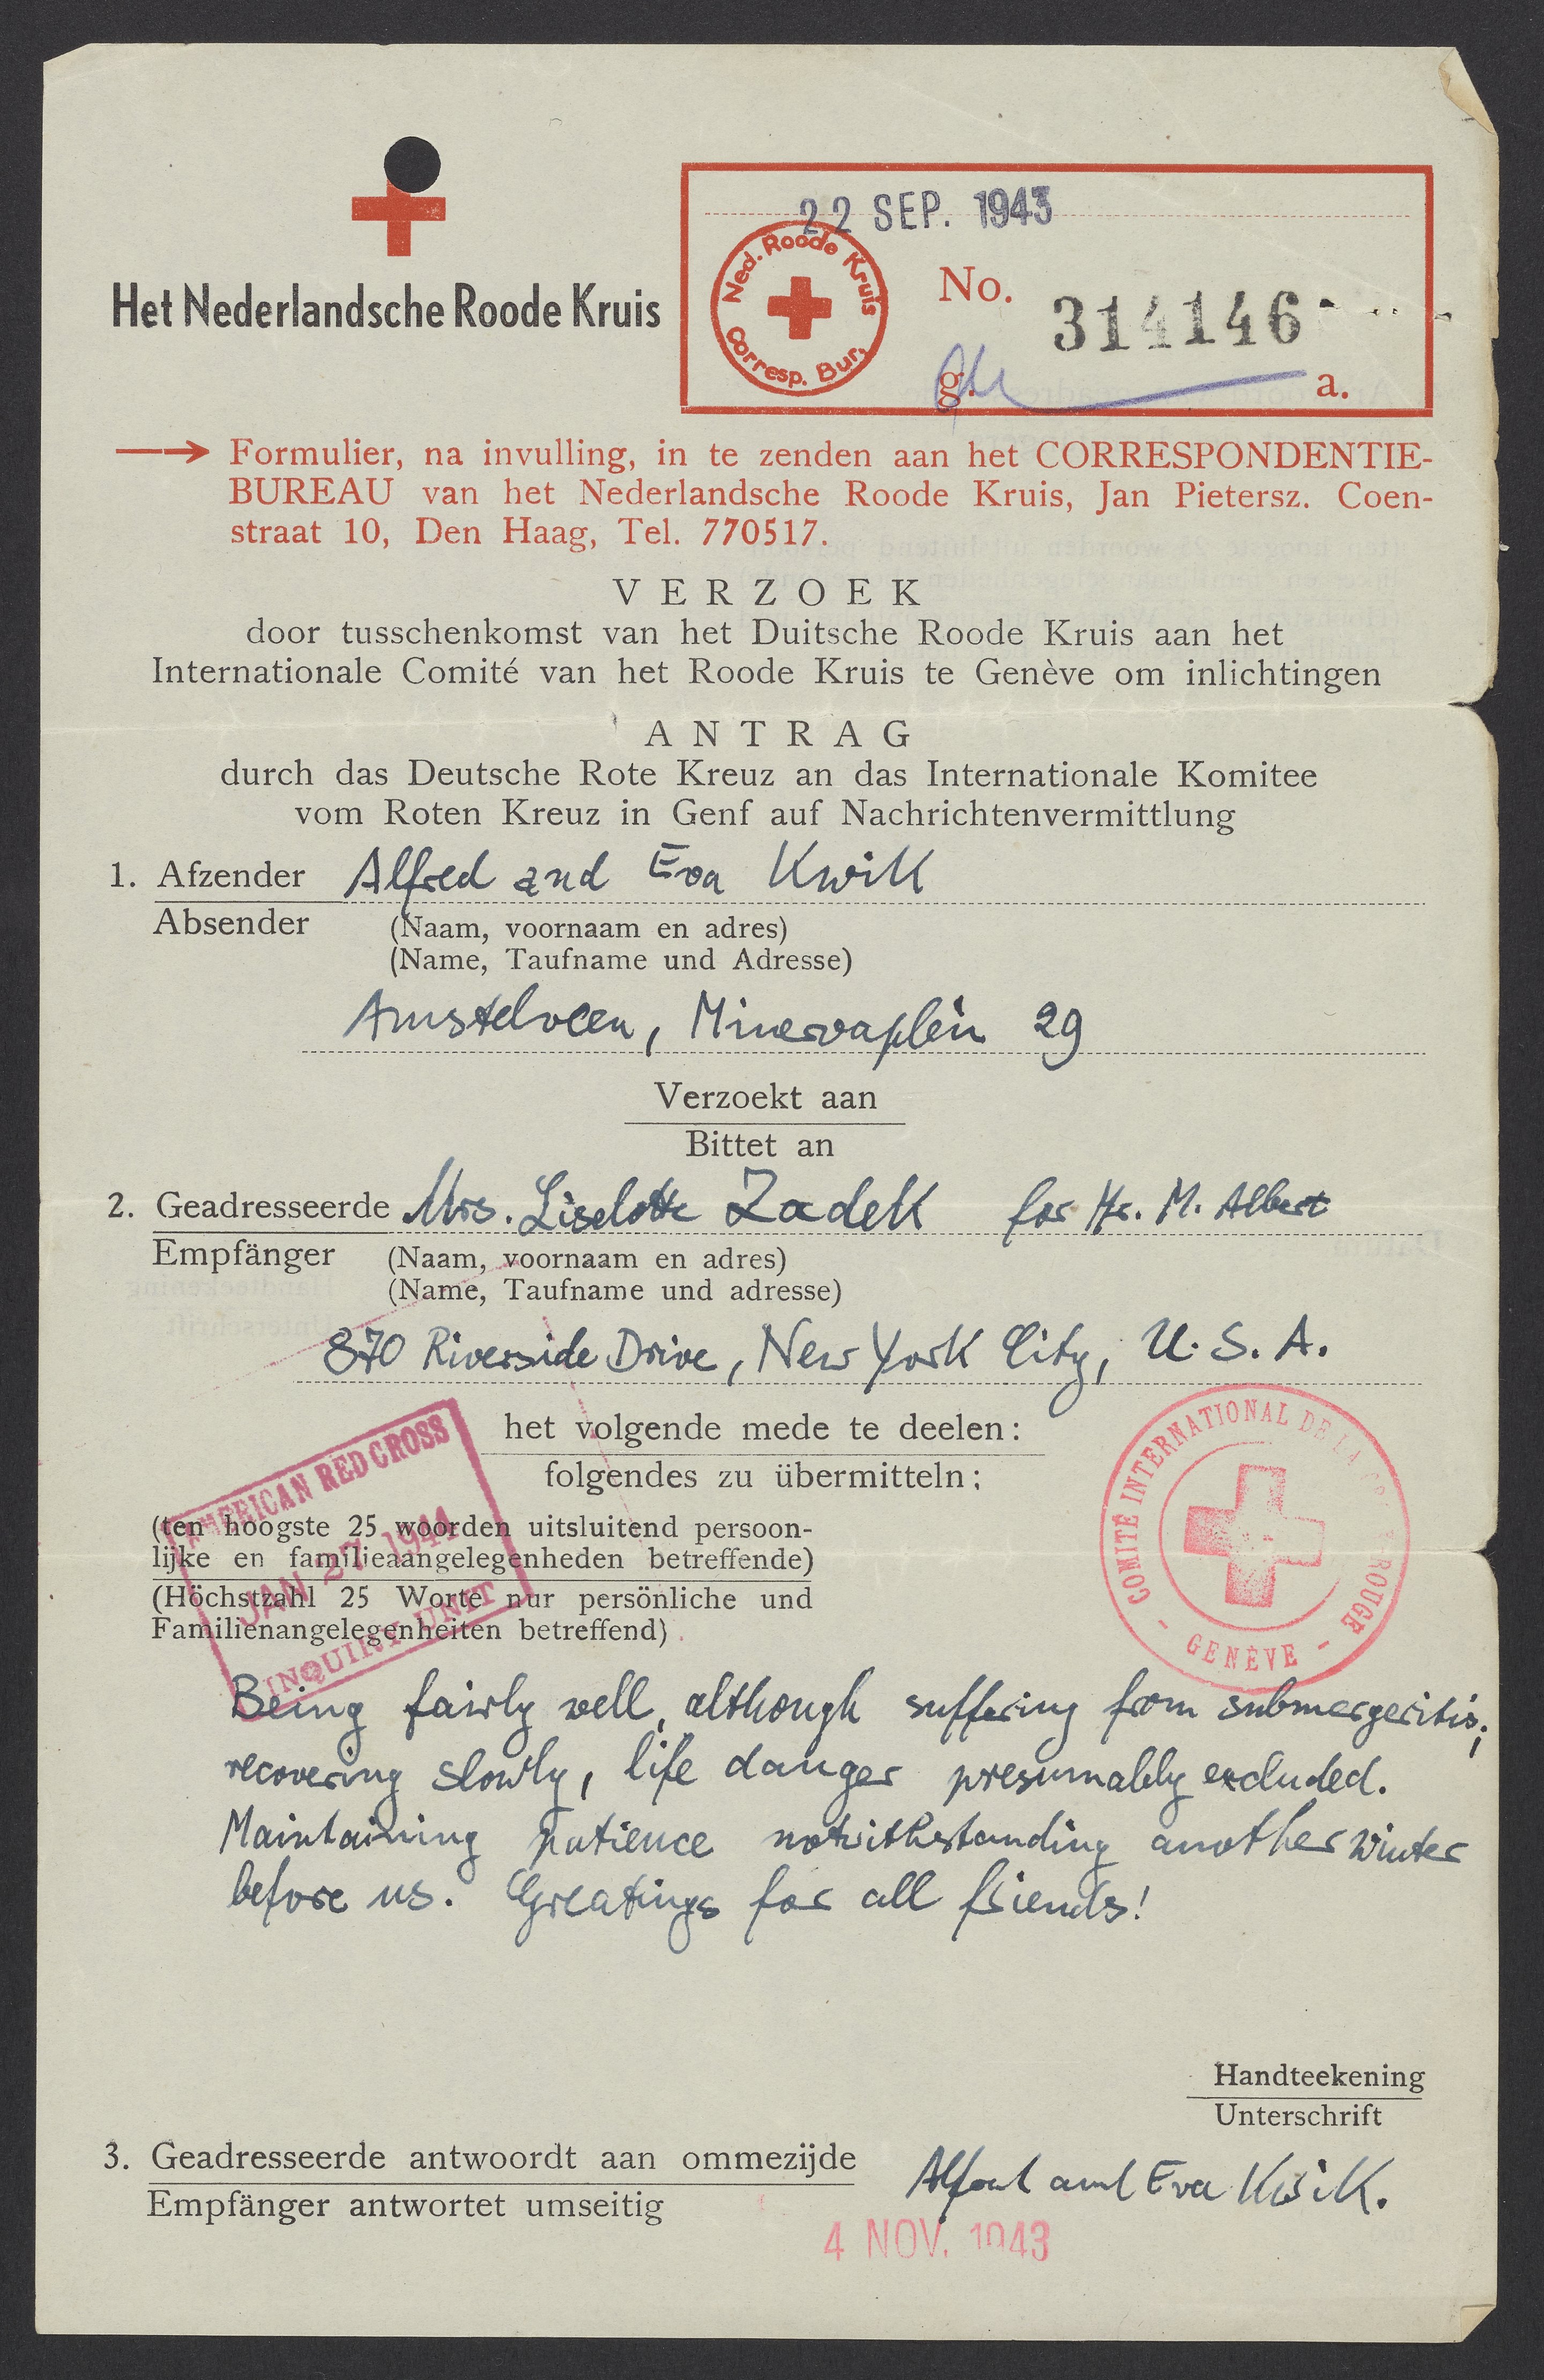 22 SEP. 1943
Ned. Roode Kruis
Corresp. Bur.
No. 314146
g. a.
Het Nederlandsche Roode Kruis
Formulier, na invulling, in te zenden aan het CORRESPONDENTIE-
BUREAU van het Nederlandsche Roode Kruis, Jan Pietersz. Coen-
straat 10, Den Haag, Tel. 770517.
VERZOEK
door tusschenkomst van het Duitsche Roode Kruis aan het
Internationale Comité van het Roode Kruis te Genève om inlichtingen
ANTRAG
durch das Deutsche Rote Kreuz an das Internationale Komitee
vom Roten Kreuz in Genf auf Nachrichtenvermittlung
1. Afzender Alfred and Eva Kwik
Absender (Naam, voornaam en adres)
(Name, Taufname und Adresse)
Amstelveen, Minervaplein 29
Verzoekt aan
Bittet an
2. Geadresseerde Mrs. Liselotte Zadek for Mr. M. Albert
Empfänger (Naam, voornaam en adres)
(Name, Taufname und adresse)
870 Riverside Drive, New York City, U.S.A.
het volgende mede te deelen:
folgendes zu übermitteln:
(ten hoogste 25 woorden uitsluitend persoon-
lijke en familieaangelegenheden betreffende)
(Höchstzahl 25 Worte nur persönliche und
Familienangelegenheiten betreffend)
AMERICAN RED CROSS
JAN 27 1944
INQUIRY UNIT
COMITÉ INTERNATIONAL DE LA CROIX ROUGE
- GENÈVE -
Being fairly well, although suffering from submergeritis;
recovering slowly, life danger presumably excluded.
Maintaining patience notwithstanding another winter
before us. Greatings for all friends!
Handteekening
Unterschrift
3. Geadresseerde antwoordt aan ommezijde
Empfänger antwortet umseitig
Alfred and Eva Kwik.
4 NOV. 1943